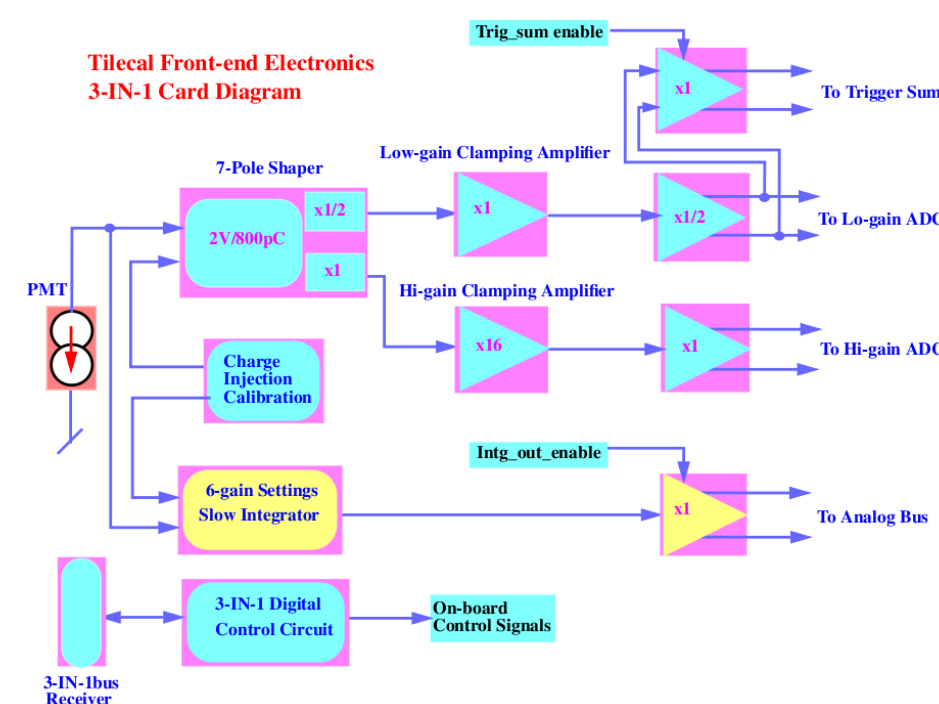 Trig_sum enable
Tilecal Front-end Electronics
3-IN-1 Card Diagram
x1
To Trigger Sum
Low-gain Clamping Amplifier
7-Pole Shaper
x1/2
2V/800pC
x1
x1
x1/2
To Lo-gain ADC
PMT
Hi-gain Clamping Amplifier
x16
x1
To Hi-gain ADC
Charge
Injection
Calibration
Intg_out_enable
6-gain Settings
Slow Integrator
x1
To Analog Bus
3-IN-1 Digital
Control Circuit
On-board
Control Signals
3-IN-1bus
Receiver